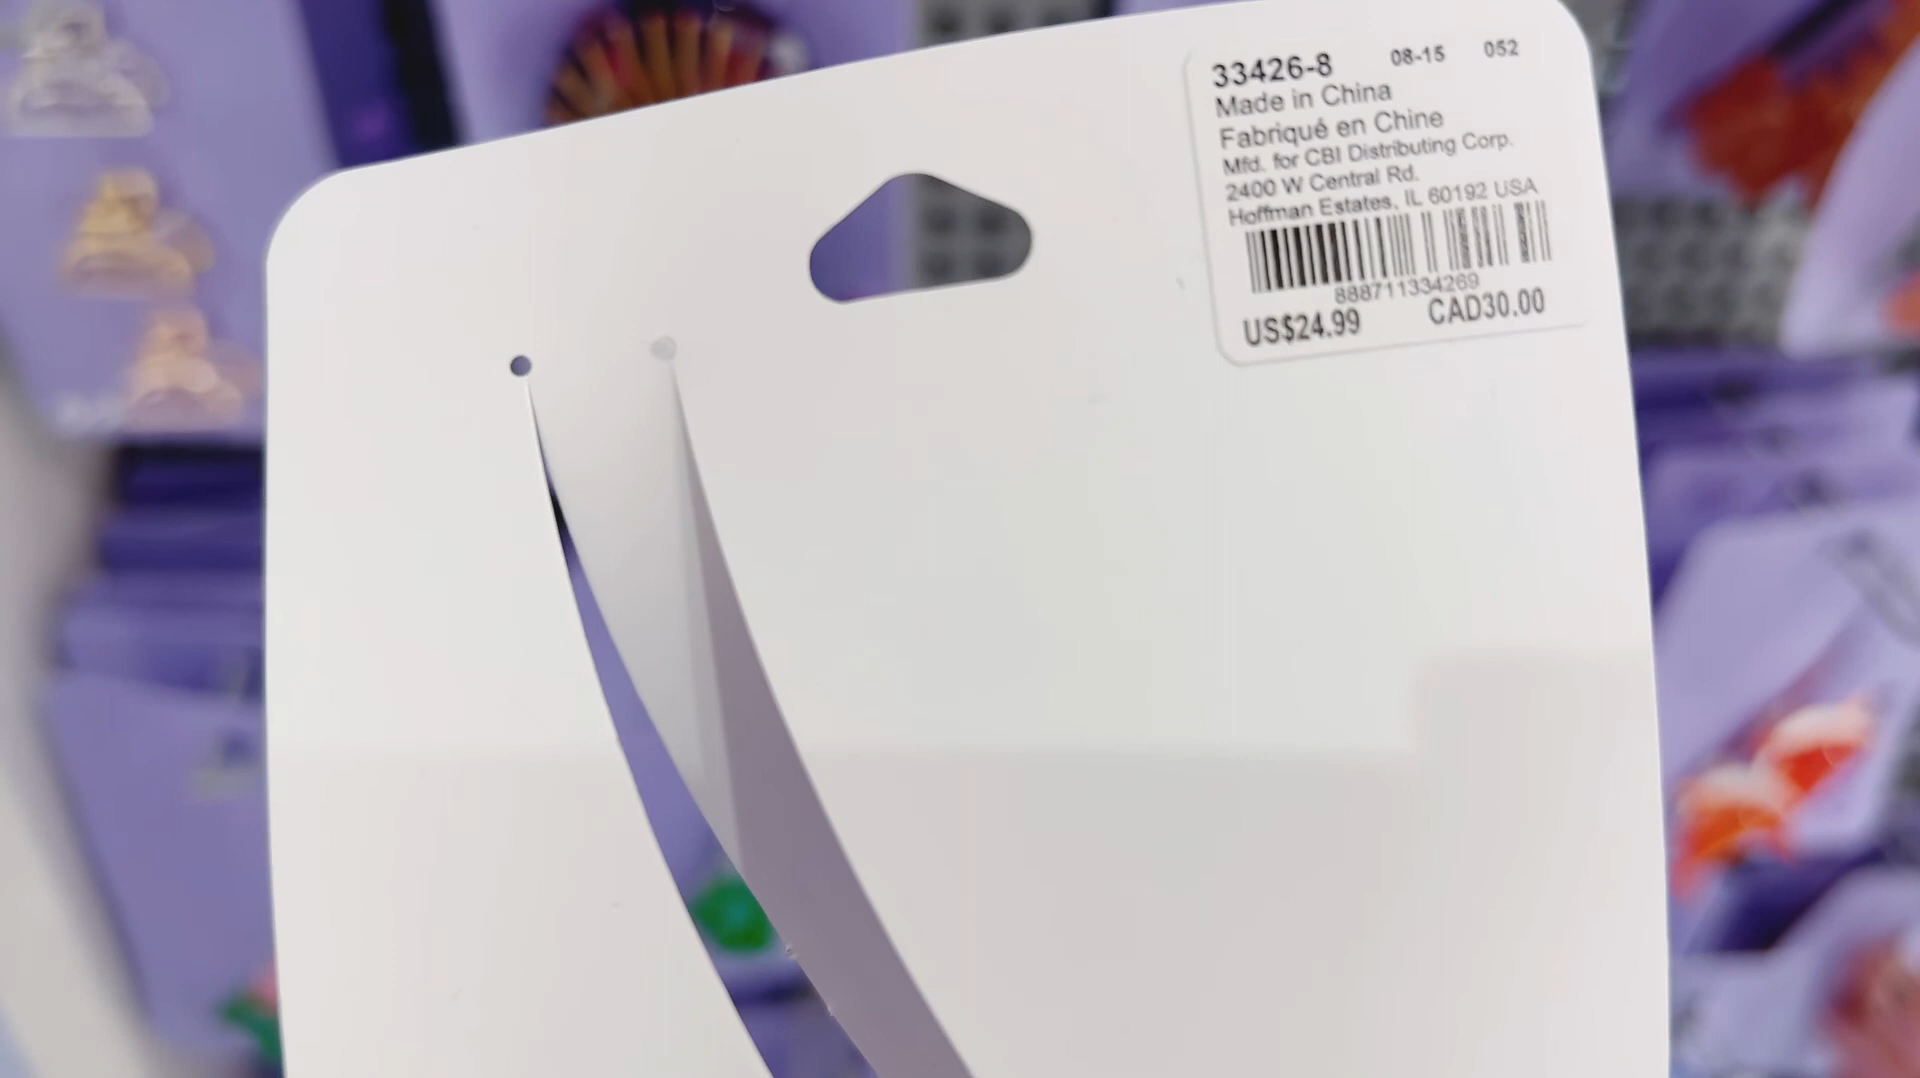 33426-8 08-15 052
Made in China
Fabriqué en Chine
Mfd. for CBI Distributing Corp.
2400 W Central Rd.
Hoffman Estates, IL 60192 USA
888711334269
US$24.99 CAD30.00